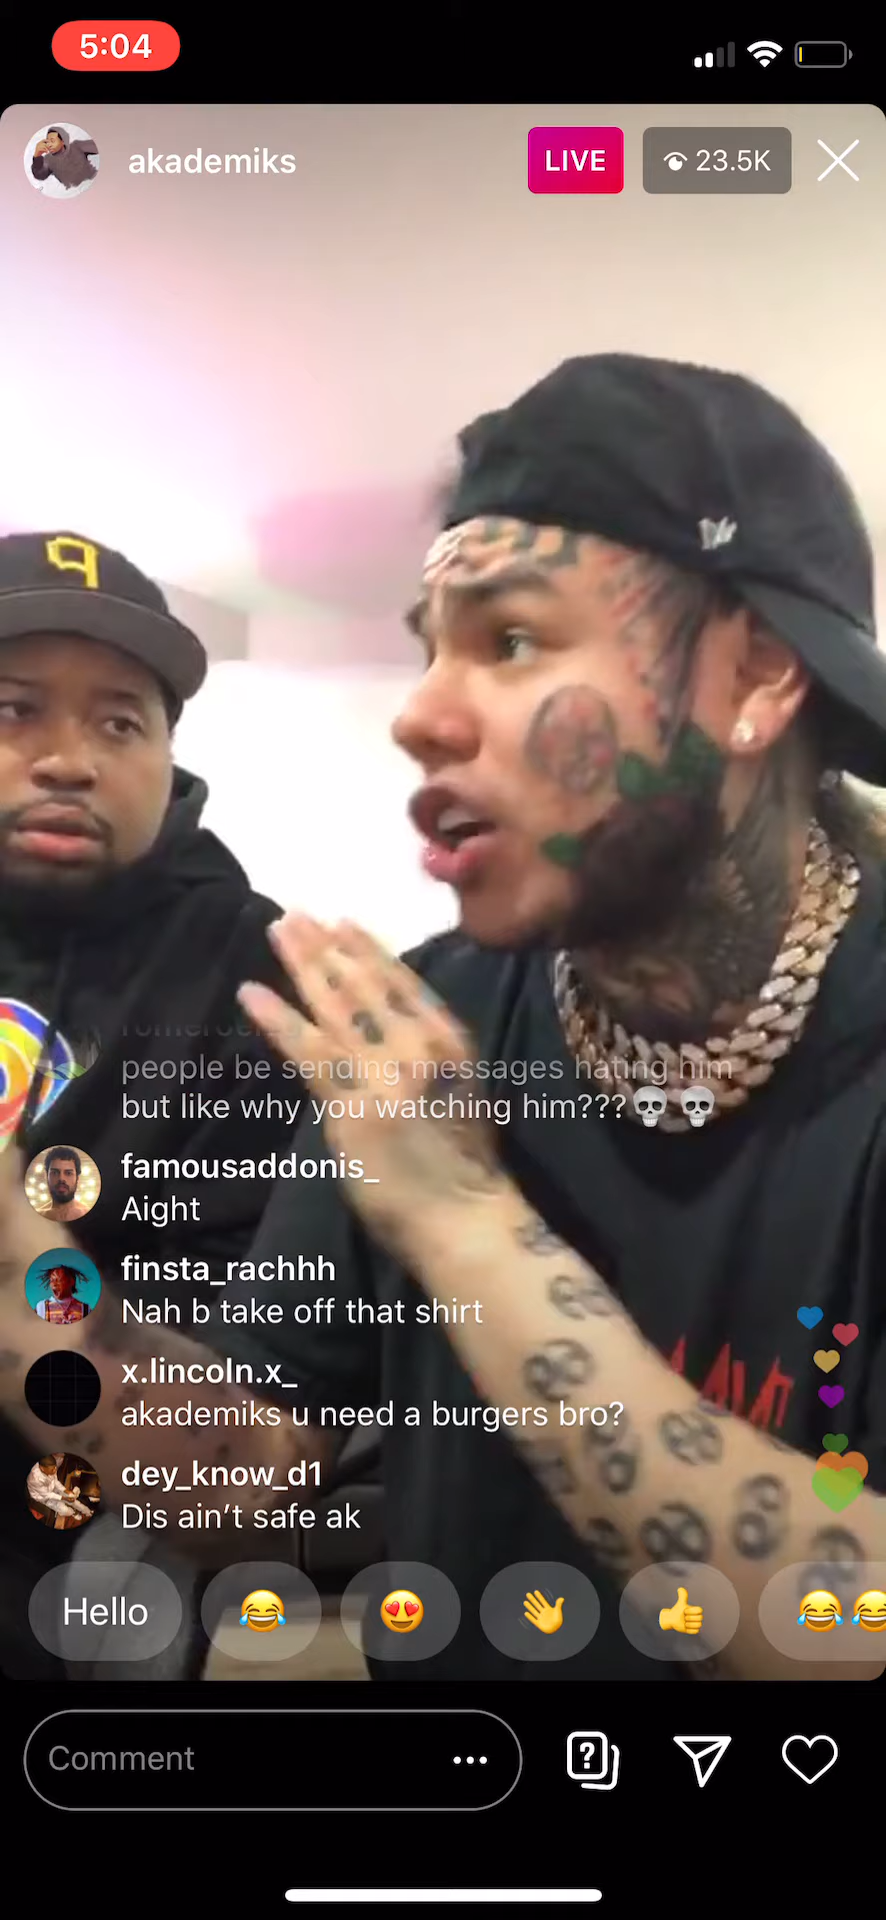 5:04
akademiks
LIVE
23.5K
people be sending messages hating him
but like why you watching him???💀💀
famousaddonis_
Aight
finsta_rachhh
Nah b take off that shirt
x.lincoln.x_
akademiks u need a burgers bro?
dey_know_d1
Dis ain’t safe ak
Hello
Comment